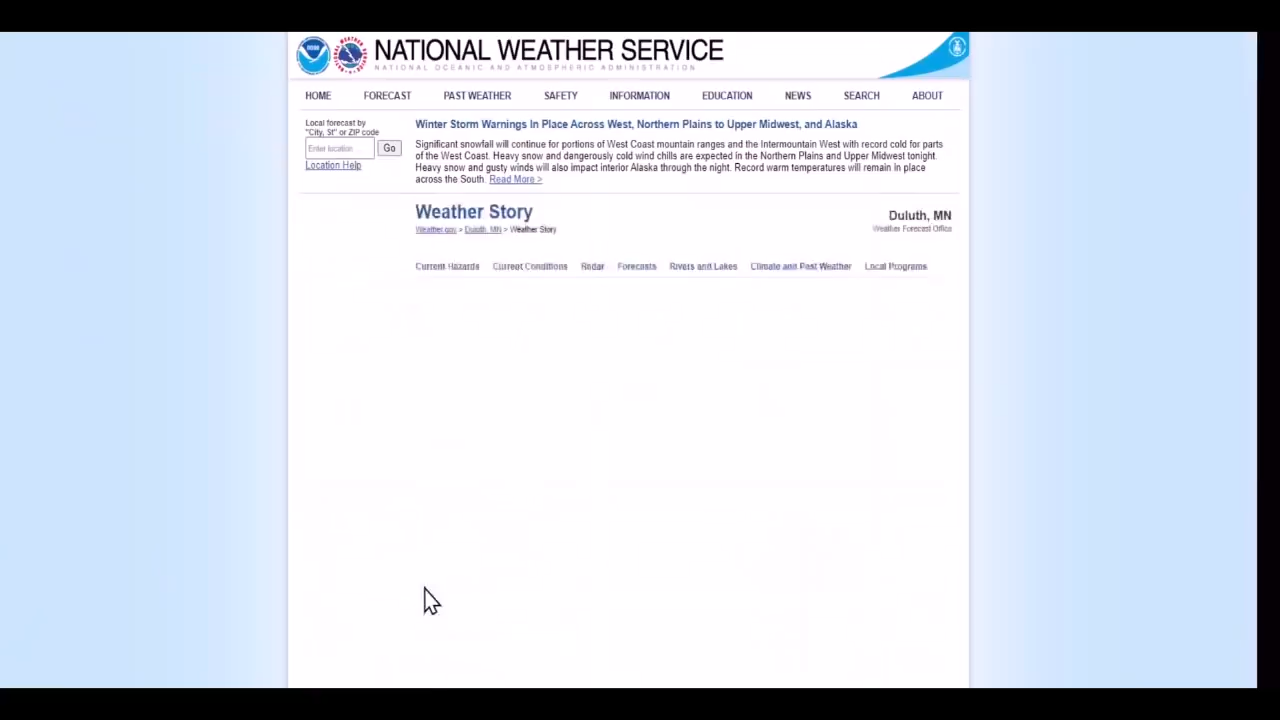 NATIONAL WEATHER SERVICE
NATIONAL OCEANIC AND ATMOSPHERIC ADMINISTRATION
HOME FORECAST PAST WEATHER SAFETY INFORMATION EDUCATION NEWS SEARCH ABOUT
Local forecast by
"City, St" or ZIP code
Enter location Go
Location Help
Winter Storm Warnings In Place Across West, Northern Plains to Upper Midwest, and Alaska
Significant snowfall will continue for portions of West Coast mountain ranges and the Intermountain West with record cold for parts
of the West Coast. Heavy snow and dangerously cold wind chills are expected in the Northern Plains and Upper Midwest tonight.
Heavy snow and gusty winds will also impact interior Alaska through the night. Record warm temperatures will remain in place
across the South. Read More >
Weather Story
Weather.gov > Duluth, MN > Weather Story
Duluth, MN
Weather Forecast Office
Current Hazards Current Conditions Radar Forecasts Rivers and Lakes Climate and Past Weather Local Programs